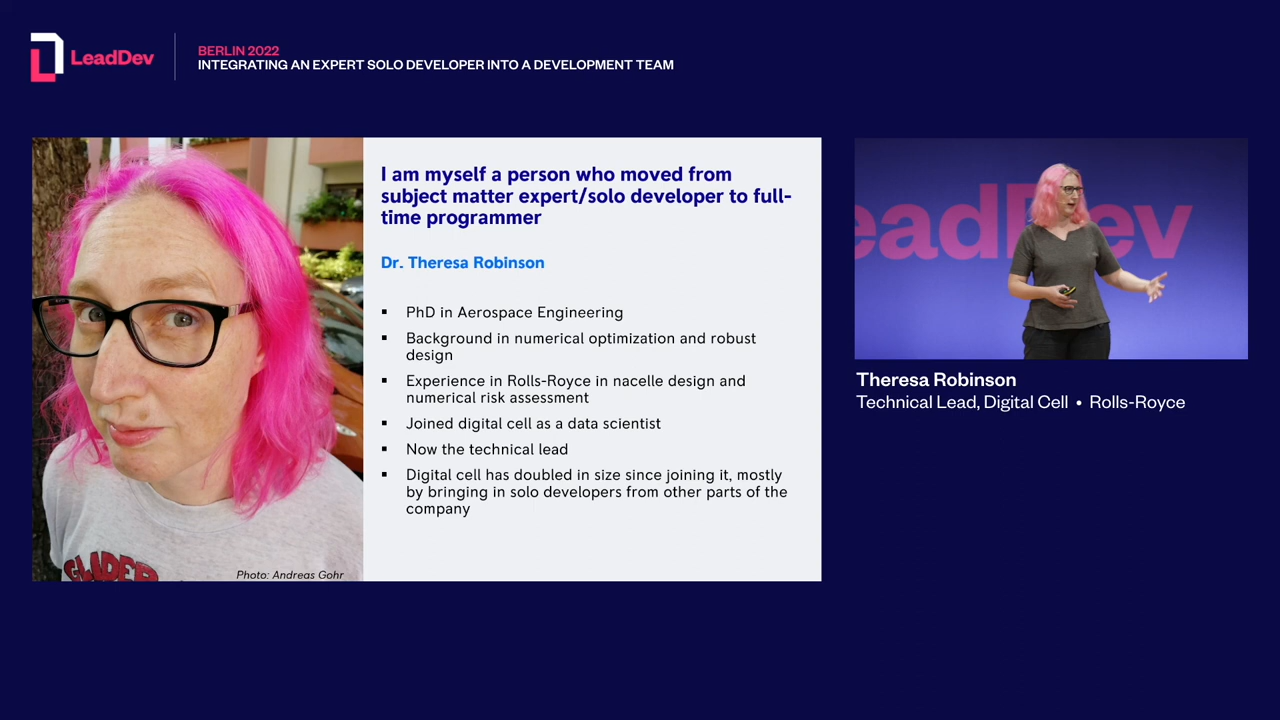 LeadDev
BERLIN 2022
INTEGRATING AN EXPERT SOLO DEVELOPER INTO A DEVELOPMENT TEAM
I am myself a person who moved from
subject matter expert/solo developer to full-
time programmer
Dr. Theresa Robinson
▪ PhD in Aerospace Engineering
▪ Background in numerical optimization and robust
design
▪ Experience in Rolls-Royce in nacelle design and
numerical risk assessment
▪ Joined digital cell as a data scientist
▪ Now the technical lead
▪ Digital cell has doubled in size since joining it, mostly
by bringing in solo developers from other parts of the
company
GLIDER
Photo: Andreas Gohr
eadDev
Theresa Robinson
Technical Lead, Digital Cell • Rolls-Royce